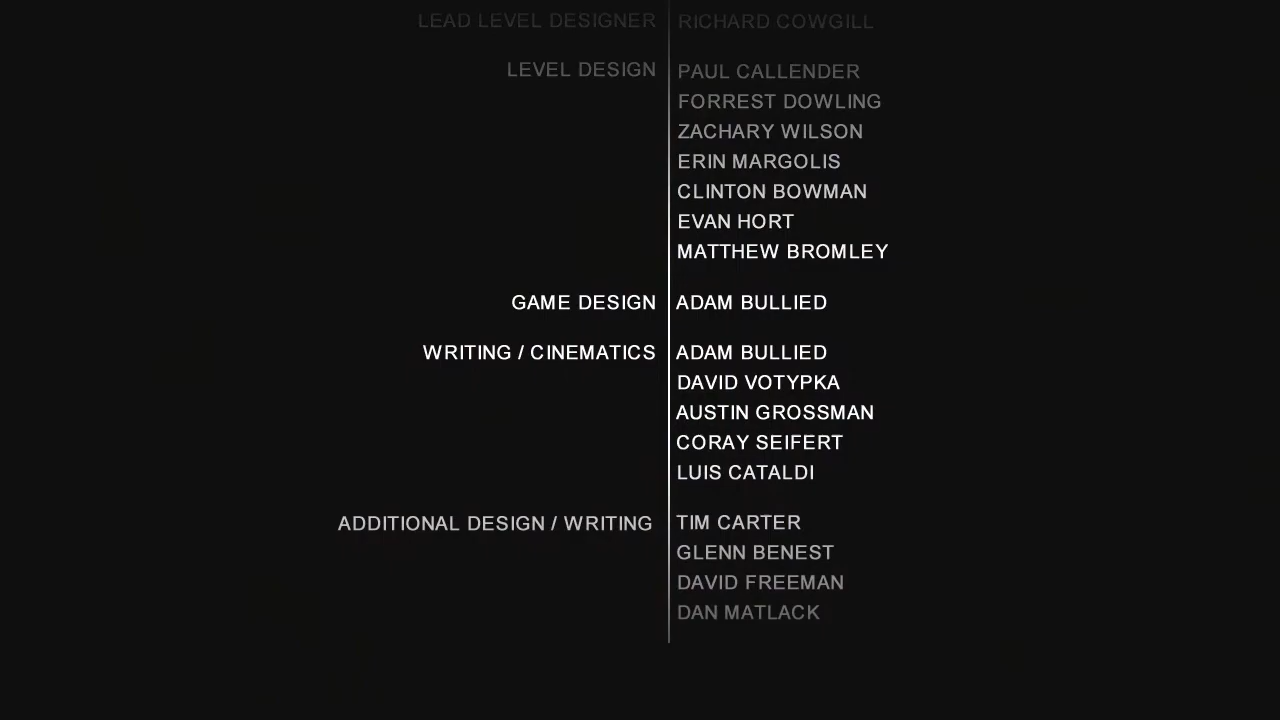 LEAD LEVEL DESIGNER RICHARD COWGILL
LEVEL DESIGN PAUL CALLENDER
FORREST DOWLING
ZACHARY WILSON
ERIN MARGOLIS
CLINTON BOWMAN
EVAN HORT
MATTHEW BROMLEY
GAME DESIGN ADAM BULLIED
WRITING / CINEMATICS ADAM BULLIED
DAVID VOTYPKA
AUSTIN GROSSMAN
CORAY SEIFERT
LUIS CATALDI
ADDITIONAL DESIGN / WRITING TIM CARTER
GLENN BENEST
DAVID FREEMAN
DAN MATLACK